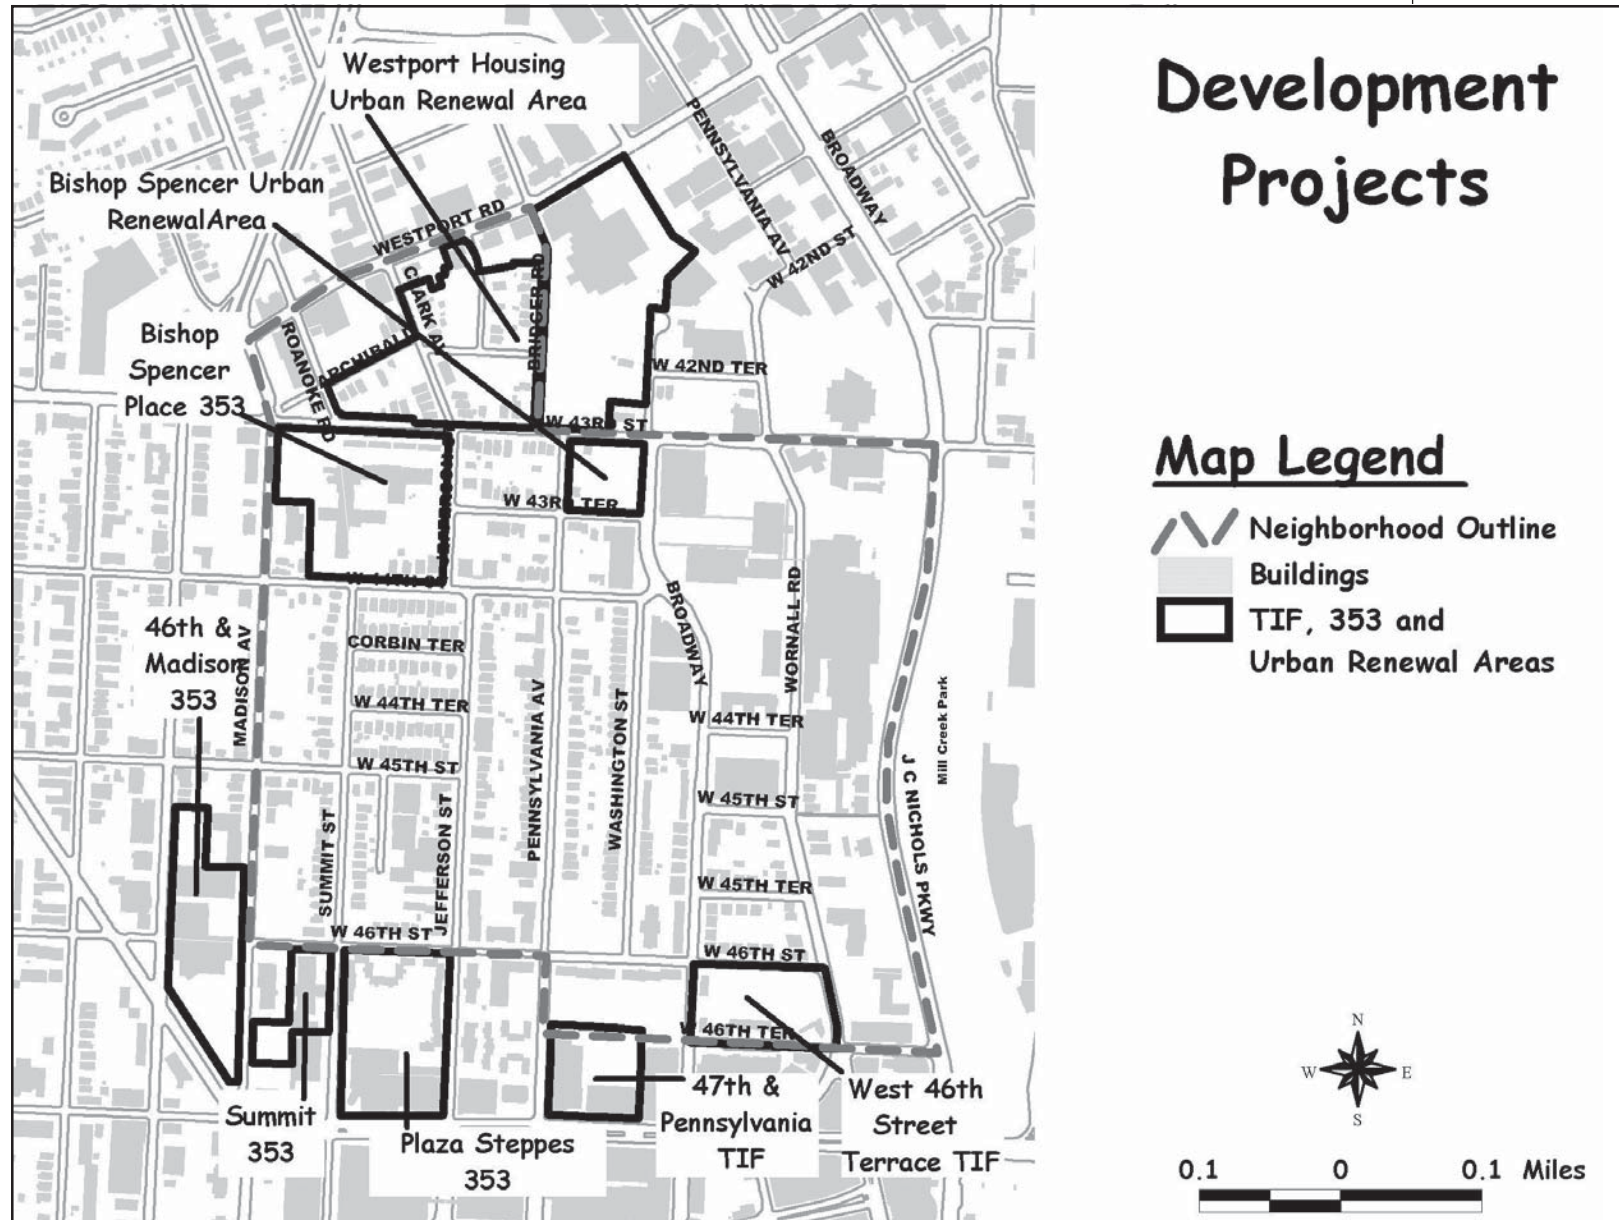 Development
Projects
Westport Housing
Urban Renewal Area
Bishop Spencer Urban
RenewalArea
Bishop
Spencer
Place 353
46th &
Madison
353
Summit
353
Plaza Steppes
353
47th &
Pennsylvania
TIF
West 46th
Street
Terrace TIF
PENNSYLVANIA AV
BROADWAY
W 42ND ST
WESTPORT RD
CLARK AV
BRIDGER RD
ROANOKE RD
ARCHIBALD
W 42ND TER
W 43RD ST
W 43RD TER
JEFFERSON ST
W 44TH ST
BROADWAY
WORNALL RD
CORBIN TER
MADISON AV
W 44TH TER
W 44TH TER
PENNSYLVANIA AV
WASHINGTON ST
W 45TH ST
W 45TH ST
J C NICHOLS PKWY
Mill Creek Park
SUMMIT ST
JEFFERSON ST
W 45TH TER
W 46TH ST
W 46TH ST
W 46TH TER
Map Legend
Neighborhood Outline
Buildings
TIF, 353 and
Urban Renewal Areas
N
W E
S
0.1 0 0.1 Miles